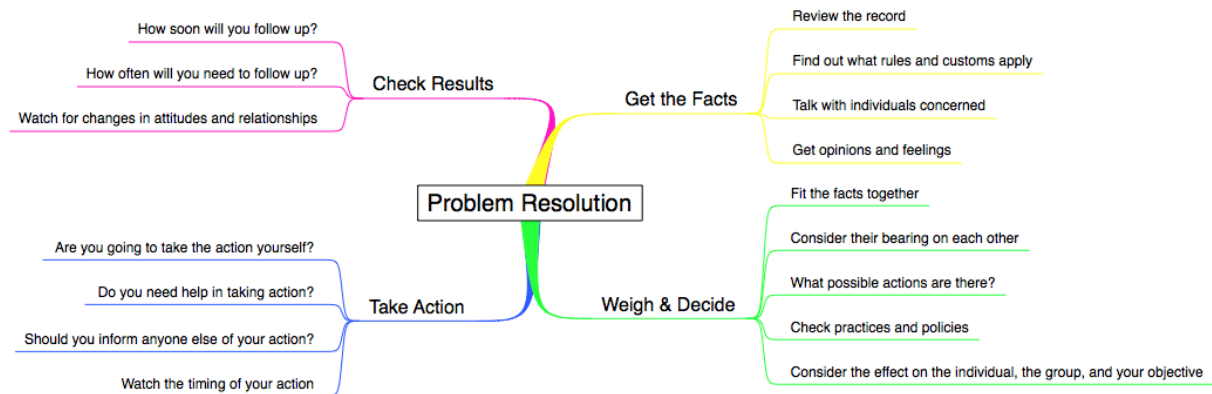 Problem Resolution
Get the Facts
Review the record
Find out what rules and customs apply
Talk with individuals concerned
Get opinions and feelings
Weigh & Decide
Fit the facts together
Consider their bearing on each other
What possible actions are there?
Check practices and policies
Consider the effect on the individual, the group, and your objective
Take Action
Are you going to take the action yourself?
Do you need help in taking action?
Should you inform anyone else of your action?
Watch the timing of your action
Check Results
How soon will you follow up?
How often will you need to follow up?
Watch for changes in attitudes and relationships